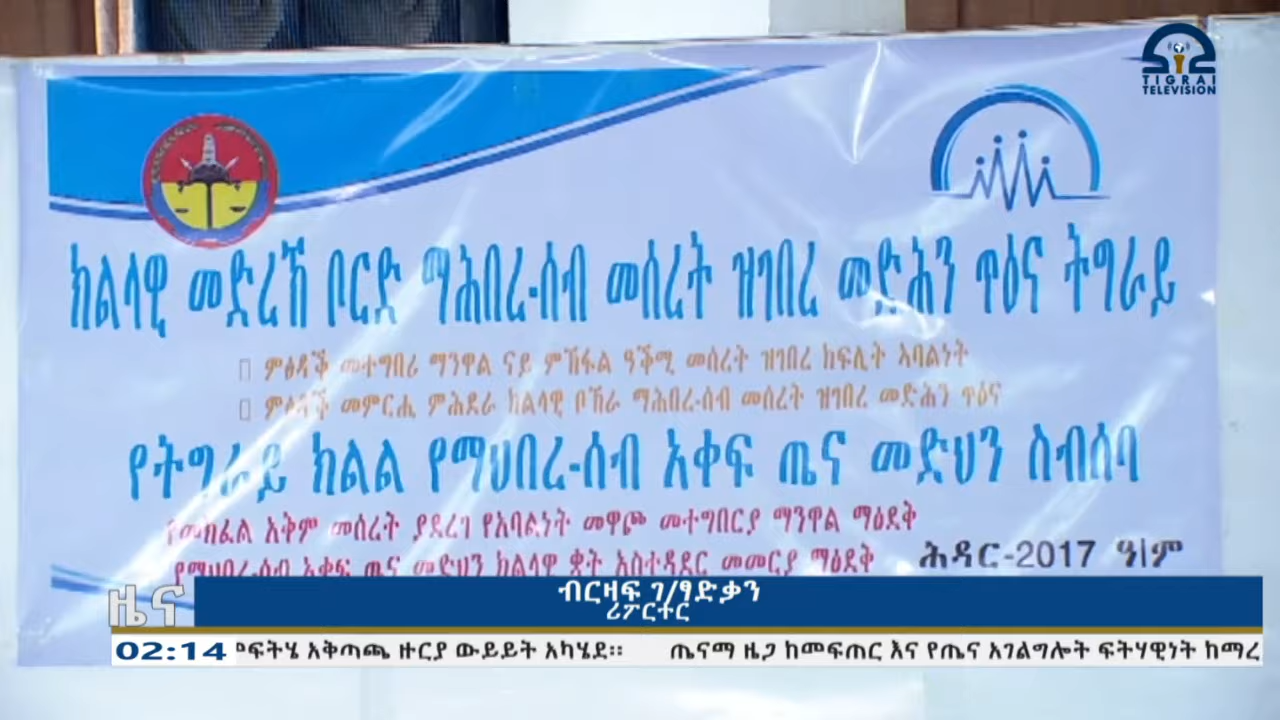 TIGRAI
TELEVISION
ክልላዊ መድረኽ ቦርድ ማሕበረ-ሰብ መሰረት ዝገበረ መድሕን ጥዕና ትግራይ
ምፅዳቕ መተግበሪ ማንዋል ናይ ምኽፋል ዓቕሚ መሰረት ዝገበረ ክፍሊት ኣባልነት
ምፅዳቕ መምርሒ ምሕደራ ክልላዊ ቦኽራ ማሕበረ-ሰብ መሰረት ዝገበረ መድሕን ጥዕና
የትግራይ ክልል የማህበረ-ሰብ አቀፍ ጤና መድህን ስብሰባ
የመክፈል አቅም መሰረት ያደረገ የአባልነት መዋጮ መተግበርያ ማንዋል ማፅደቅ
የማህበረ-ሰብ አቀፍ ጤና መድህን ክልላዊ ቋት አስተዳደር መመርያ ማፅደቅ
ሕዳር-2017 ዓ|ም
ዜና
ብርዛፍ ገ/ፃድቃን
ሪፖርተር
02:14 ምፍትሄ አቅጣጫ ዙርያ ውይይት አካሄደ። ጤናማ ዜጋ ከመፍጠር እና የጤና አገልግሎት ፍትሃዊነት ከማረ